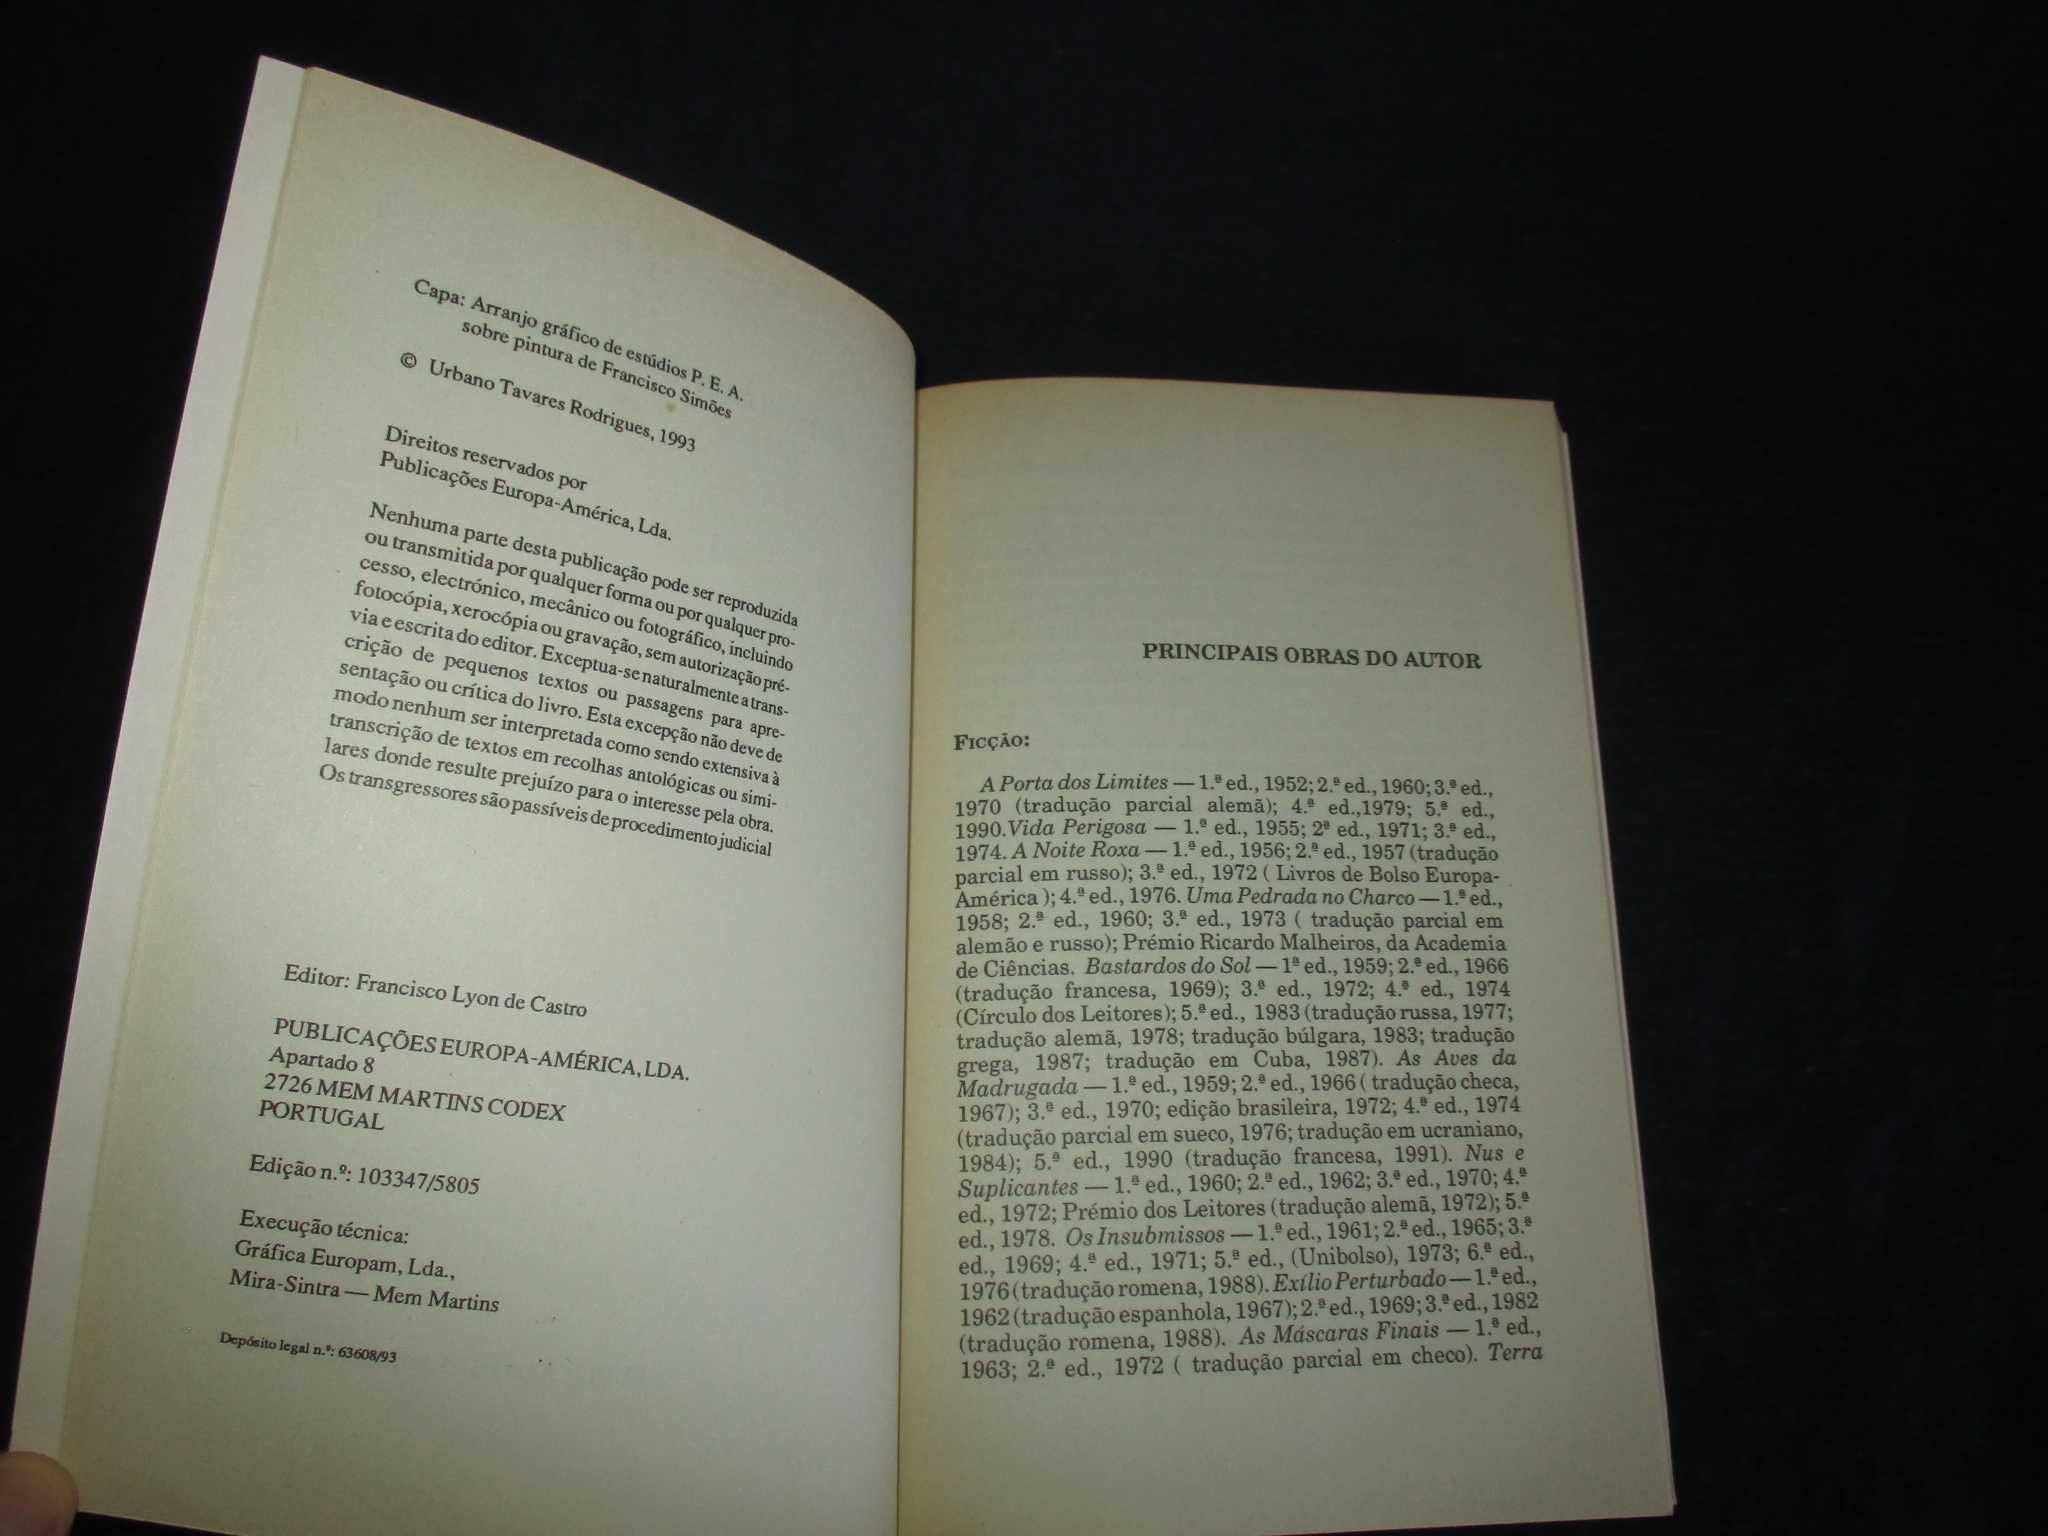 Capa: Arranjo gráfico de estúdios P. E. A.
sobre pintura de Francisco Simões
© Urbano Tavares Rodrigues, 1993
Direitos reservados por
Publicações Europa-América, Lda.
Nenhuma parte desta publicação pode ser reproduzida
ou transmitida por qualquer forma ou por qualquer pro-
cesso, electrónico, mecânico ou fotográfico, incluindo
fotocópia, xerocópia ou gravação, sem autorização pré-
via e escrita do editor. Exceptua-se naturalmente a trans-
crição de pequenos textos ou passagens para apre-
sentação ou crítica do livro. Esta excepção não deve de
modo nenhum ser interpretada como sendo extensiva à
transcrição de textos em recolhas antológicas ou simi-
lares donde resulte prejuízo para o interesse pela obra.
Os transgressores são passíveis de procedimento judicial
Editor: Francisco Lyon de Castro
PUBLICAÇÕES EUROPA-AMÉRICA, LDA.
Apartado 8
2726 MEM MARTINS CODEX
PORTUGAL
Edição n.º: 103347/5805
Execução técnica:
Gráfica Europam, Lda.,
Mira-Sintra — Mem Martins
Depósito legal n.º: 63608/93
PRINCIPAIS OBRAS DO AUTOR
FICÇÃO:
A Porta dos Limites — 1.ª ed., 1952; 2.ª ed., 1960; 3.ª ed.,
1970 (tradução parcial alemã); 4.ª ed.,1979; 5.ª ed.,
1990. Vida Perigosa — 1.ª ed., 1955; 2ª ed., 1971; 3.ª ed.,
1974. A Noite Roxa — 1.ª ed., 1956; 2.ª ed., 1957 (tradução
parcial em russo); 3.ª ed., 1972 ( Livros de Bolso Europa-
América ); 4.ª ed., 1976. Uma Pedrada no Charco — 1.ª ed.,
1958; 2.ª ed., 1960; 3.ª ed., 1973 ( tradução parcial em
alemão e russo); Prémio Ricardo Malheiros, da Academia
de Ciências. Bastardos do Sol — 1ª ed., 1959; 2.ª ed., 1966
(tradução francesa, 1969); 3.ª ed., 1972; 4.ª ed., 1974
(Círculo dos Leitores); 5.ª ed., 1983 (tradução russa, 1977;
tradução alemã, 1978; tradução búlgara, 1983; tradução
grega, 1987; tradução em Cuba, 1987). As Aves da
Madrugada — 1.ª ed., 1959; 2.ª ed., 1966 ( tradução checa,
1967); 3.ª ed., 1970; edição brasileira, 1972; 4.ª ed., 1974
(tradução parcial em sueco, 1976; tradução em ucraniano,
1984); 5.ª ed., 1990 (tradução francesa, 1991). Nus e
Suplicantes — 1.ª ed., 1960; 2.ª ed., 1962; 3.ª ed., 1970; 4.ª
ed., 1972; Prémio dos Leitores (tradução alemã, 1972); 5.ª
ed., 1978. Os Insubmissos — 1.ª ed., 1961; 2.ª ed., 1965; 3.ª
ed., 1969; 4.ª ed., 1971; 5.ª ed., (Unibolso), 1973; 6.ª ed.,
1976 (tradução romena, 1988). Exílio Perturbado — 1.ª ed.,
1962 (tradução espanhola, 1967); 2.ª ed., 1969; 3.ª ed., 1982
(tradução romena, 1988). As Máscaras Finais — 1.ª ed.,
1963; 2.ª ed., 1972 ( tradução parcial em checo). Terra